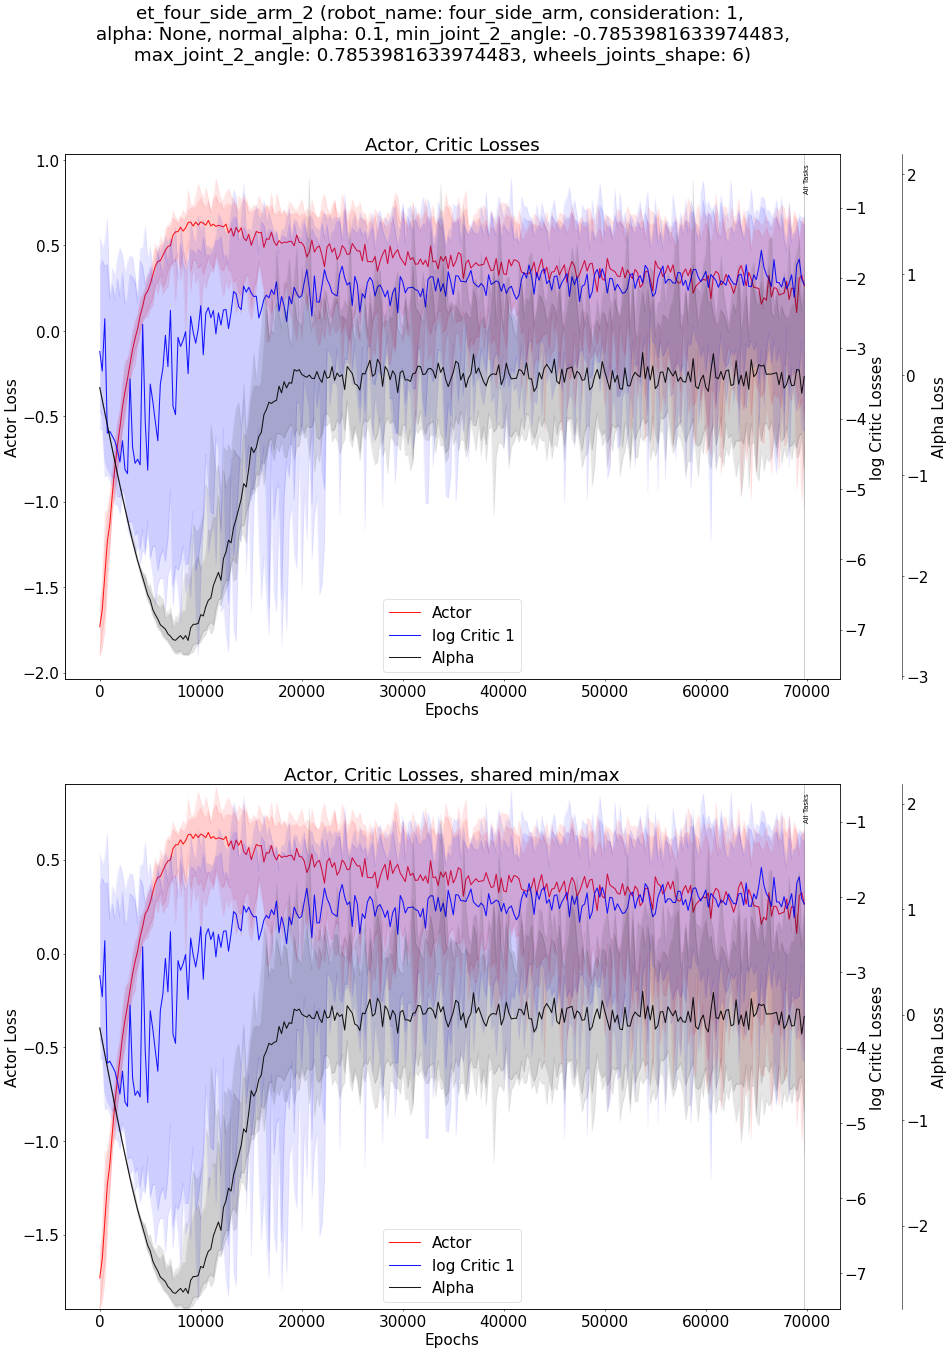 et_four_side_arm_2 (robot_name: four_side_arm, consideration: 1,
alpha: None, normal_alpha: 0.1, min_joint_2_angle: -0.7853981633974483,
max_joint_2_angle: 0.7853981633974483, wheels_joints_shape: 6)
Actor, Critic Losses
1.0
0.5
0.0
−0.5
−1.0
−1.5
−2.0
Actor Loss
All Tasks
−1
−2
−3
−4
−5
−6
−7
log Critic Losses
2
1
0
−1
−2
−3
Alpha Loss
Actor
log Critic 1
Alpha
0 10000 20000 30000 40000 50000 60000 70000
Epochs
Actor, Critic Losses, shared min/max
0.5
0.0
−0.5
−1.0
−1.5
Actor Loss
All Tasks
−1
−2
−3
−4
−5
−6
−7
log Critic Losses
2
1
0
−1
−2
Alpha Loss
Actor
log Critic 1
Alpha
0 10000 20000 30000 40000 50000 60000 70000
Epochs